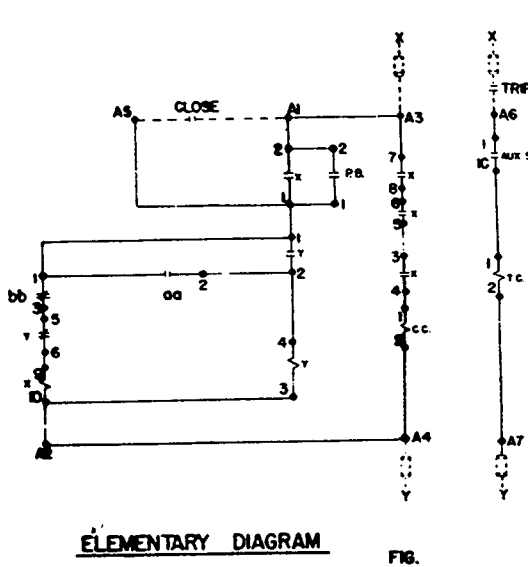 X X
TRIP
A5 CLOSE A1 A3 A6
2 2 7 1
AUX S
1C
X P.B. X
8
6
1 1 X
5
1
Y
1 2 3 1
aa 2 X
bb 3 4 2 T.C.
5 1
Y C.C.
6 4 2
9 Y
X
10 3
A2 A4 A7
Y Y
ELEMENTARY DIAGRAM
FIG.